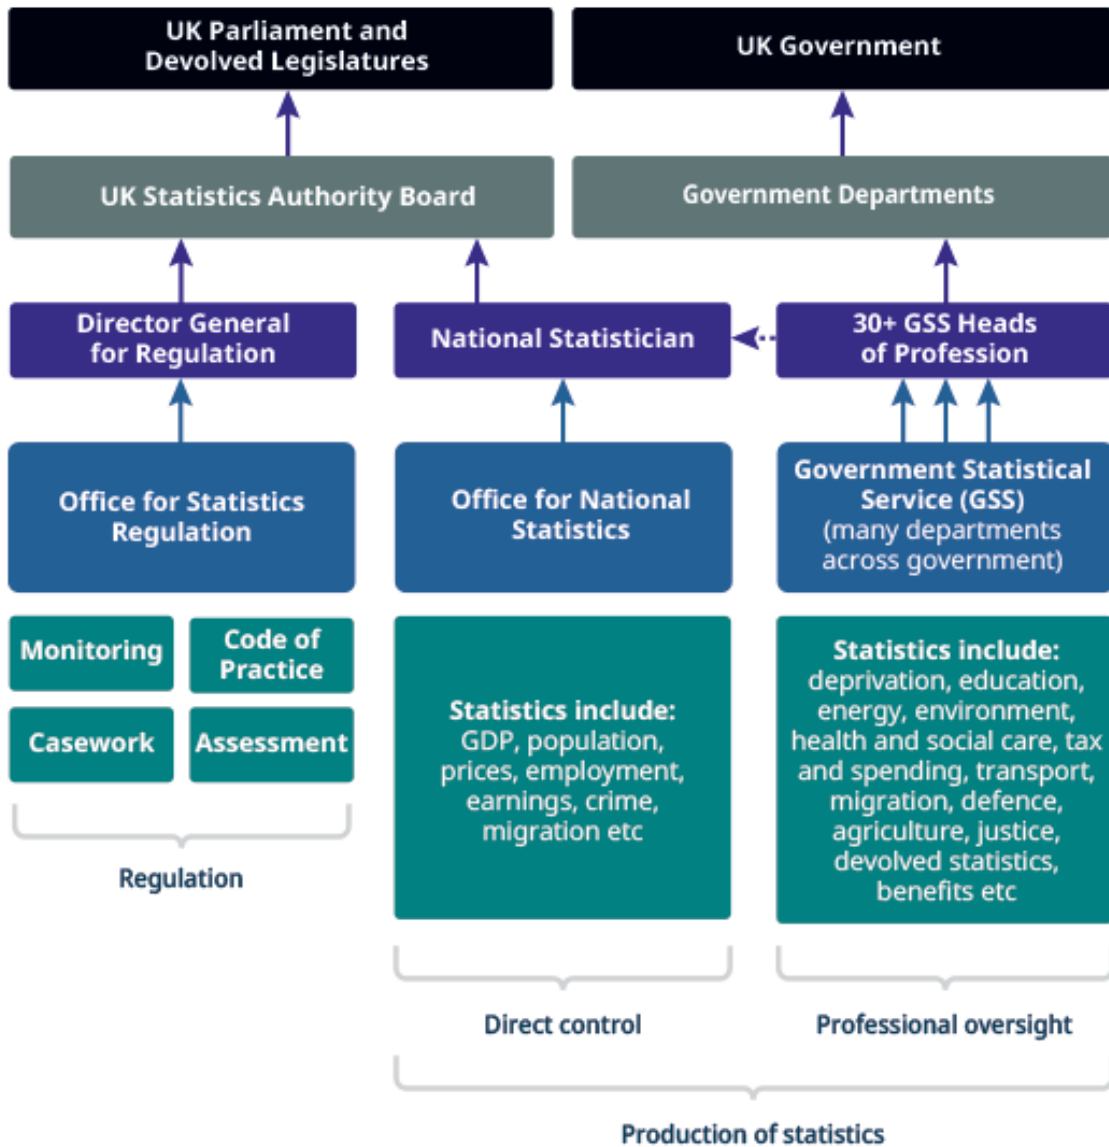 UK Parliament and
Devolved Legislatures
UK Government
UK Statistics Authority Board
Government Departments
Director General
for Regulation
National Statistician
30+ GSS Heads
of Profession
Office for Statistics
Regulation
Office for National
Statistics
Government Statistical
Service (GSS)
(many departments
across government)
Monitoring
Code of
Practice
Casework
Assessment
Regulation
Statistics include:
GDP, population,
prices, employment,
earnings, crime,
migration etc
Statistics include:
deprivation, education,
energy, environment,
health and social care, tax
and spending, transport,
migration, defence,
agriculture, justice,
devolved statistics,
benefits etc
Direct control
Professional oversight
Production of statistics